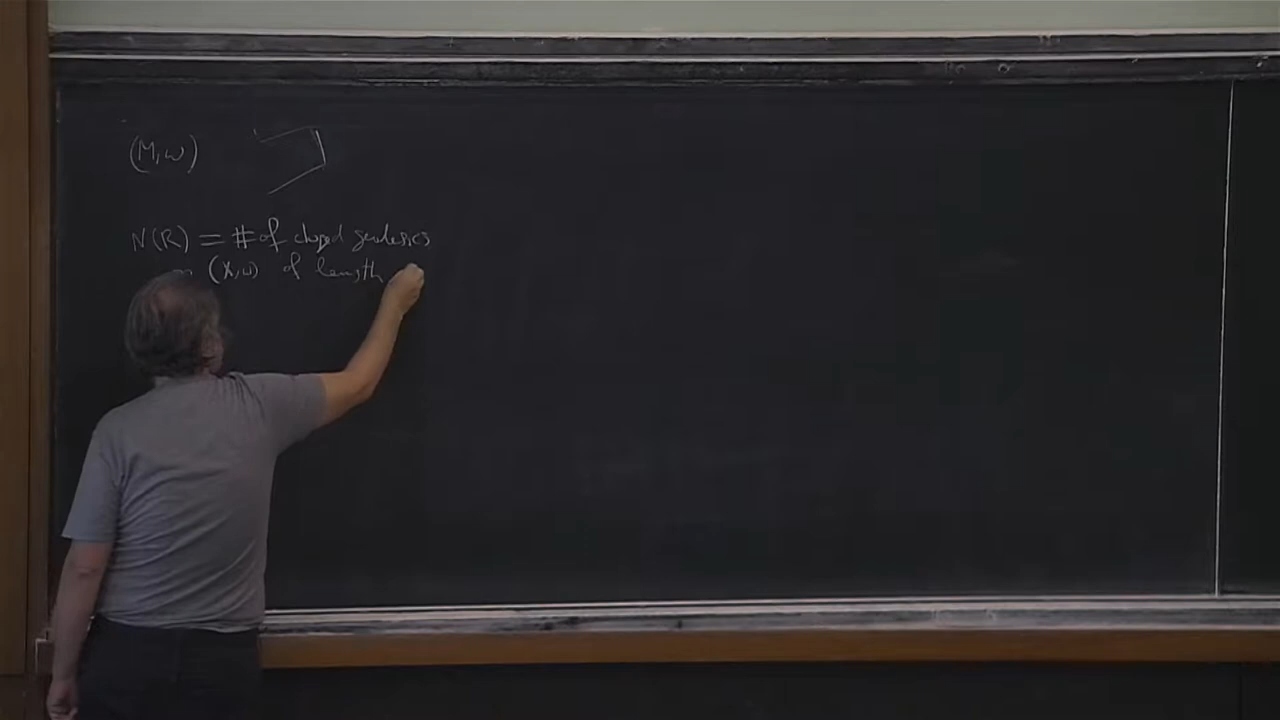 (M,ω)
N(R) = # of closed geodesics
(X,ω) of length